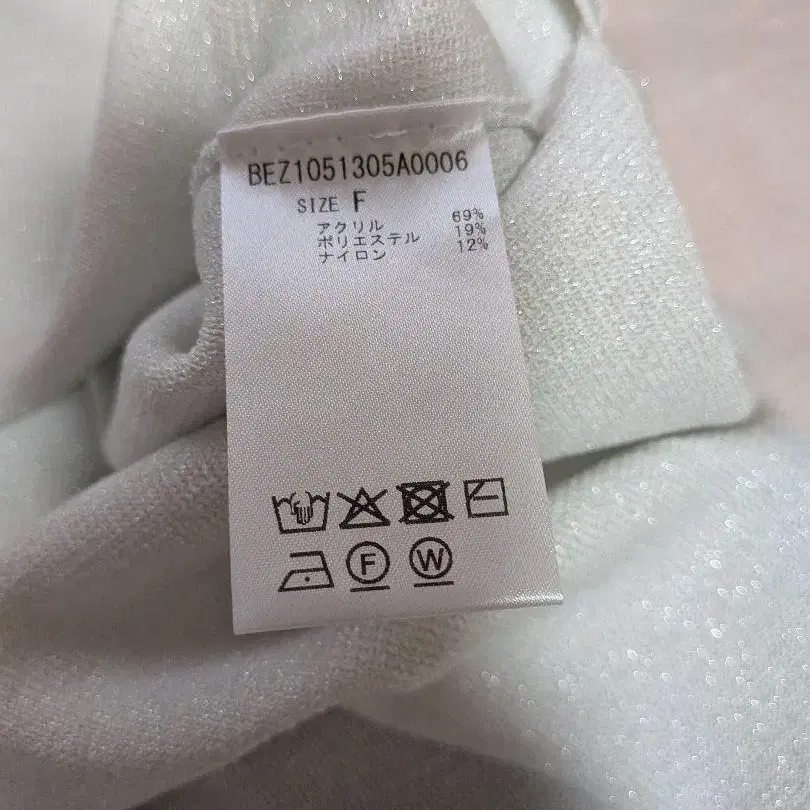 BEZ1051305A0006
SIZE F
アクリル 69%
ポリエステル 19%
ナイロン 12%
F W